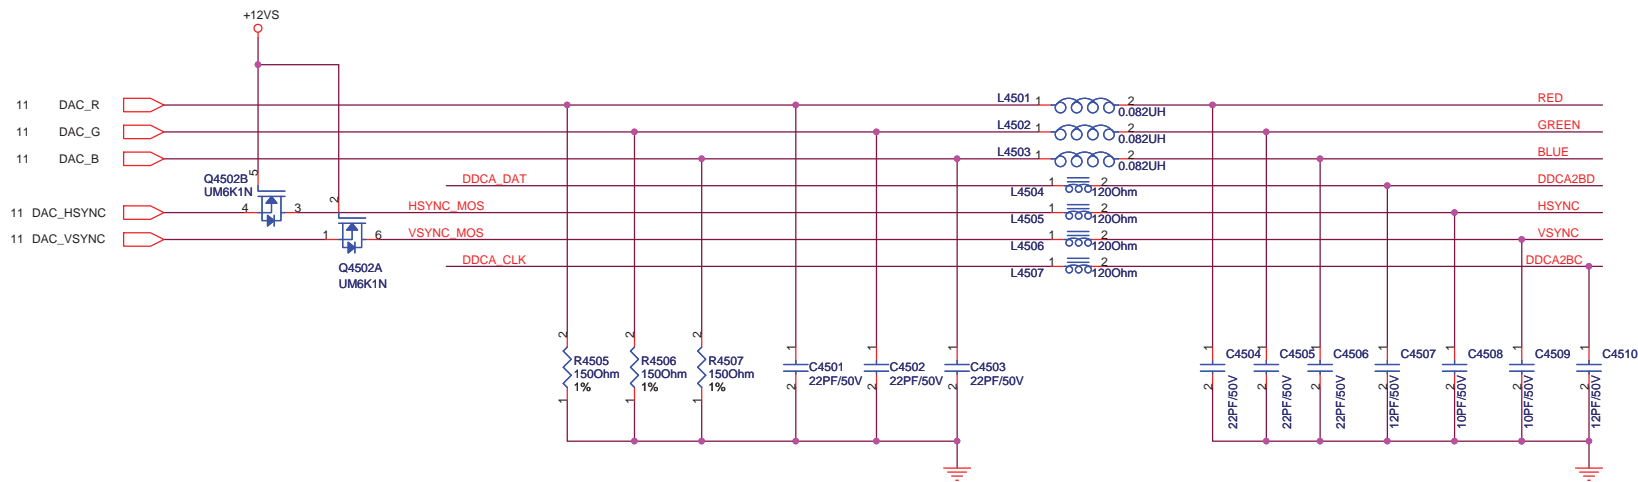 +12VS
11 DAC_R
L4501 1 2
0.082UH
RED
11 DAC_G
L4502 1 2
0.082UH
GREEN
11 DAC_B
L4503 1 2
0.082UH
BLUE
Q4502B
UM6K1N
5
2
DDCA_DAT
L4504 1 2
120Ohm
DDCA2BD
11 DAC_HSYNC
4 3
HSYNC_MOS
L4505 1 2
120Ohm
HSYNC
11 DAC_VSYNC
1 6
VSYNC_MOS
L4506 1 2
120Ohm
VSYNC
Q4502A
UM6K1N
DDCA_CLK
L4507 1 2
120Ohm
DDCA2BC
2 R4505
150Ohm
1%
1
2 R4506
150Ohm
1%
1
2 R4507
150Ohm
1%
1
1 C4501
22PF/50V
2
1 C4502
22PF/50V
2
1 C4503
22PF/50V
2
1 C4504
22PF/50V
2
1 C4505
22PF/50V
2
1 C4506
22PF/50V
2
1 C4507
12PF/50V
2
1 C4508
10PF/50V
2
1 C4509
10PF/50V
2
1 C4510
12PF/50V
2